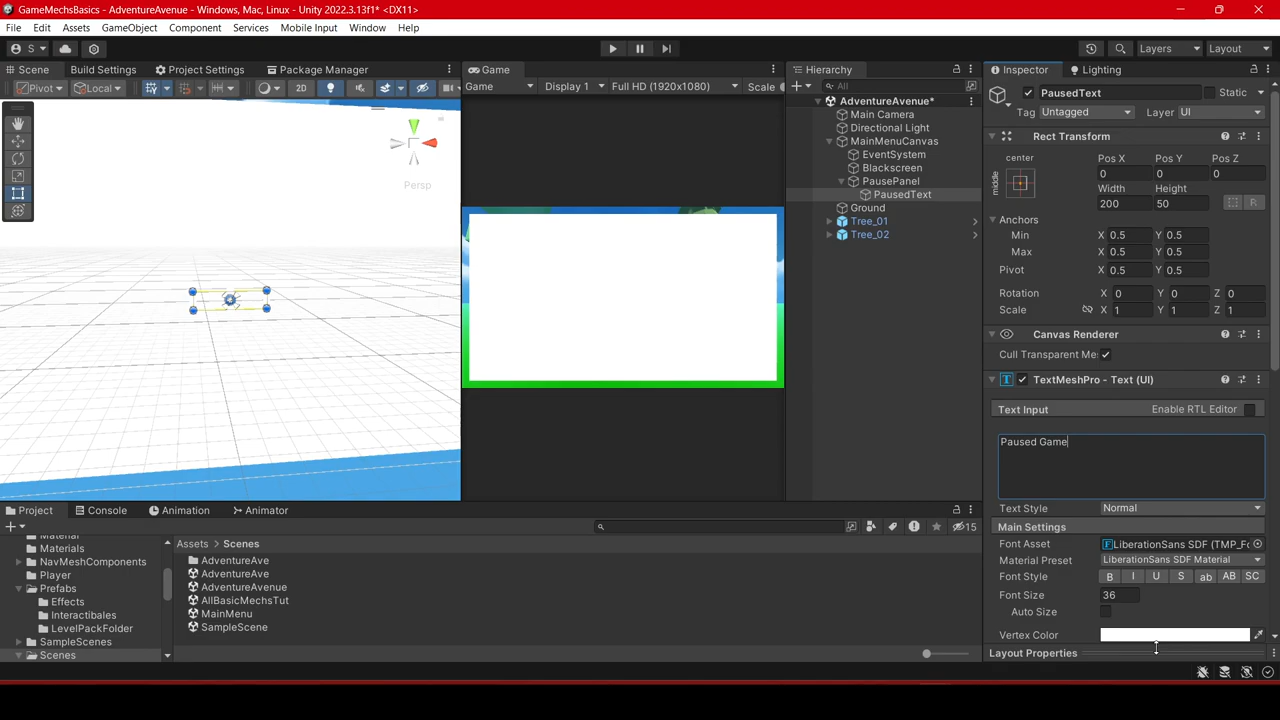 GameMechsBasics - AdventureAvenue - Windows, Mac, Linux - Unity 2022.3.13f1* <DX11>
File Edit Assets GameObject Component Services Mobile Input Window Help
S Layers Layout
Scene Build Settings Project Settings Package Manager Game Hierarchy Inspector Lighting
Pivot Local 2D Game Display 1 Full HD (1920x1080) Scale All
PausedText Static
Tag Untagged Layer UI
AdventureAvenue*
Main Camera
Directional Light
MainMenuCanvas
EventSystem
Blackscreen
PausePanel
PausedText
Ground
Tree_01
Tree_02
Persp
Rect Transform
center Pos X Pos Y Pos Z
middle 0 0 0
Width Height
200 50 R
Anchors
Min X 0.5 Y 0.5
Max X 0.5 Y 0.5
Pivot X 0.5 Y 0.5
Rotation X 0 Y 0 Z 0
Scale X 1 Y 1 Z 1
Canvas Renderer
Cull Transparent Me
TextMeshPro - Text (UI)
Text Input Enable RTL Editor
Paused Game
Text Style Normal
Main Settings
Font Asset LiberationSans SDF (TMP_Fo
Material Preset LiberationSans SDF Material
Font Style B I U S ab AB SC
Font Size 36
Auto Size
Vertex Color
Layout Properties
Project Console Animation Animator
15
Material
Materials
NavMeshComponents
Player
Prefabs
Effects
Interactibales
LevelPackFolder
SampleScenes
Scenes
Assets > Scenes
AdventureAve
AdventureAve
AdventureAvenue
AllBasicMechsTut
MainMenu
SampleScene